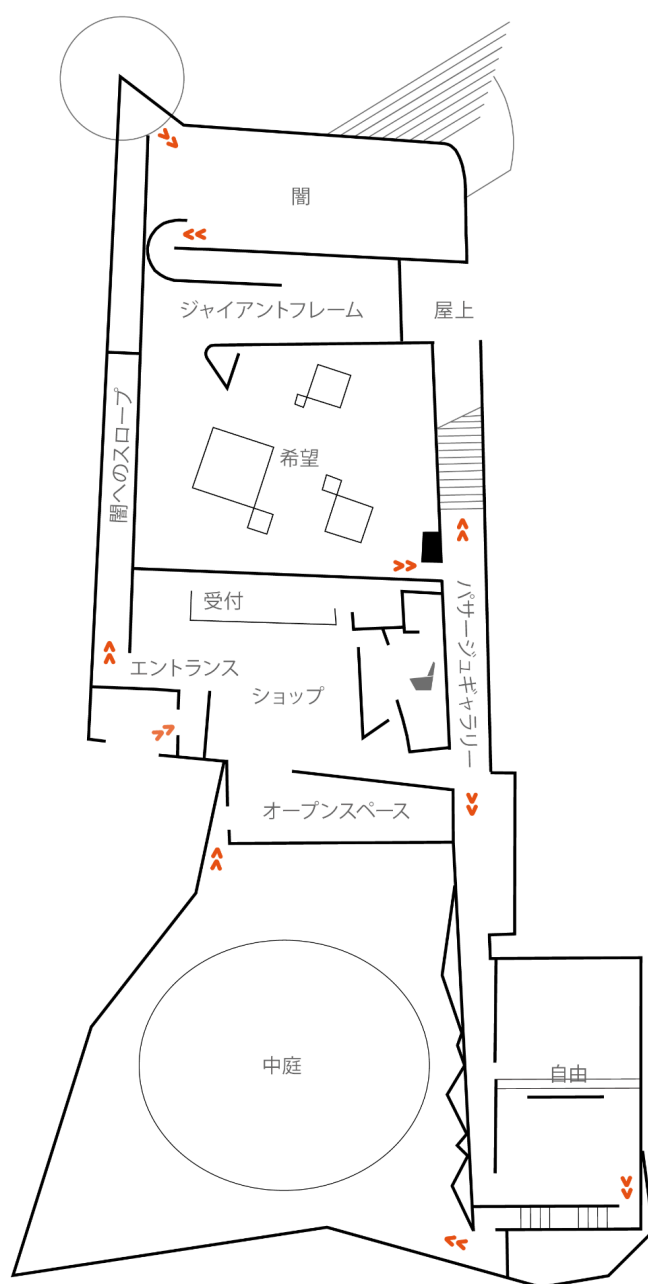 闇
ジャイアントフレーム
屋上
希望
闇へのスロープ
受付
パサージュギャラリー
エントランス
ショップ
オープンスペース
中庭
自由